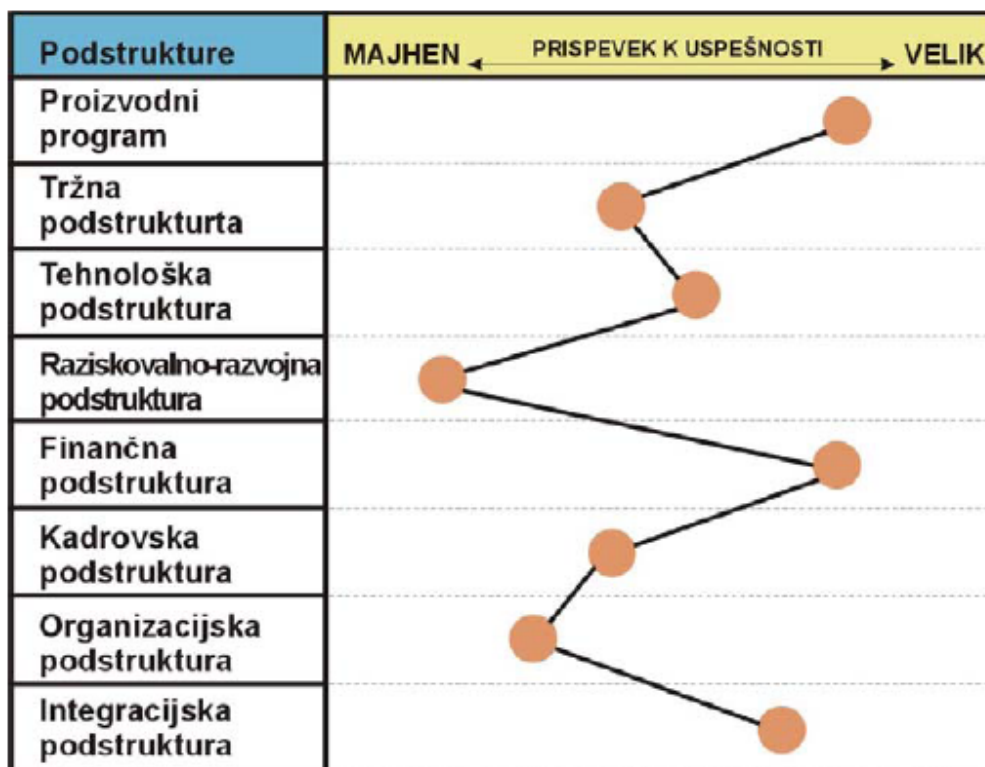 Podstrukture
MAJHEN PRISPEVEK K USPEŠNOSTI VELIK
Proizvodni
program
Tržna
podstrukturta
Tehnološka
podstruktura
Raziskovalno-razvojna
podstruktura
Finančna
podstruktura
Kadrovska
podstruktura
Organizacijska
podstruktura
Integracijska
podstruktura